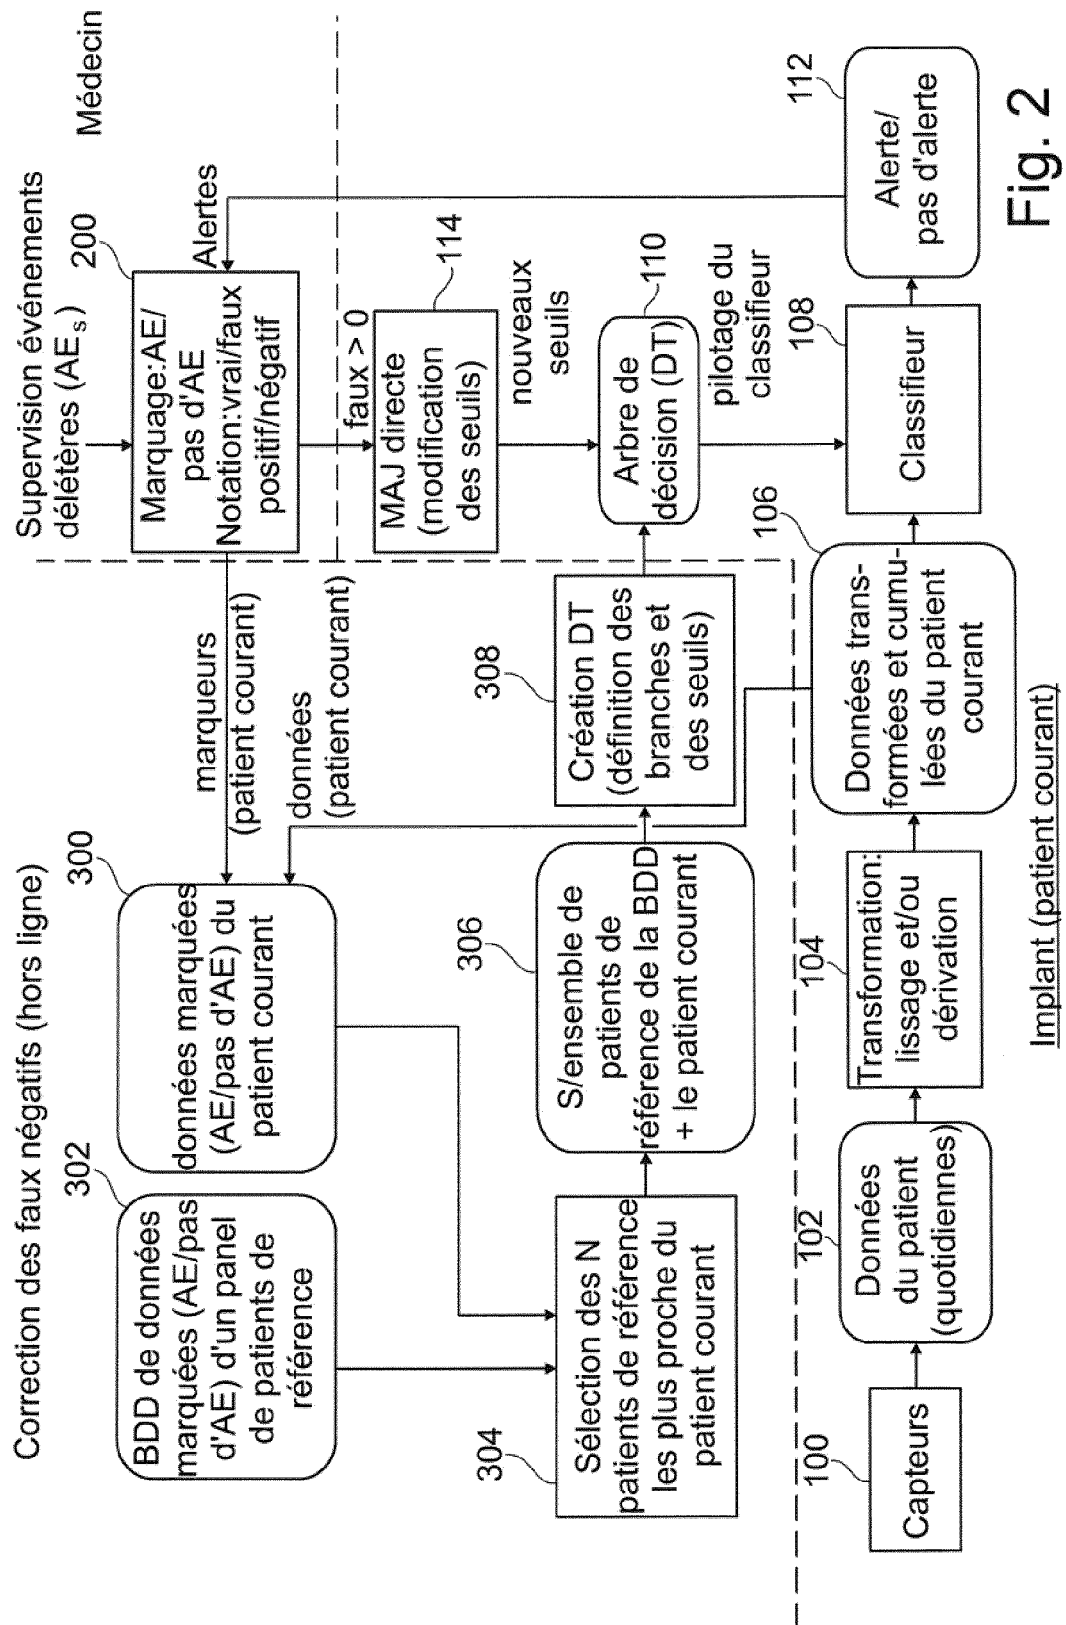 Correction des faux négatifs (hors ligne)
Supervision événements
délétères (AEs)
Médecin
302
BDD de données
marquées (AE/pas
d'AE) d'un panel
de patients de
référence
300
données marquées
(AE/pas d'AE) du
patient courant
marqueurs
(patient courant)
données
(patient courant)
200
Marquage:AE/
pas d'AE
Notation:vrai/faux
positif/négatif
Alertes
faux > 0
114
MAJ directe
(modification
des seuils)
nouveaux
seuils
304
Sélection des N
patients de référence
les plus proche du
patient courant
306
S/ensemble de
patients de
référence de la BDD
+ le patient courant
308
Création DT
(définition des
branches et
des seuils)
110
Arbre de
décision (DT)
pilotage du
classifieur
100
Capteurs
102
Données
du patient
(quotidiennes)
104
Transformation:
lissage et/ou
dérivation
106
Données trans-
formées et cumu-
lées du patient
courant
108
Classifieur
112
Alerte/
pas d'alerte
Implant (patient courant)
Fig. 2